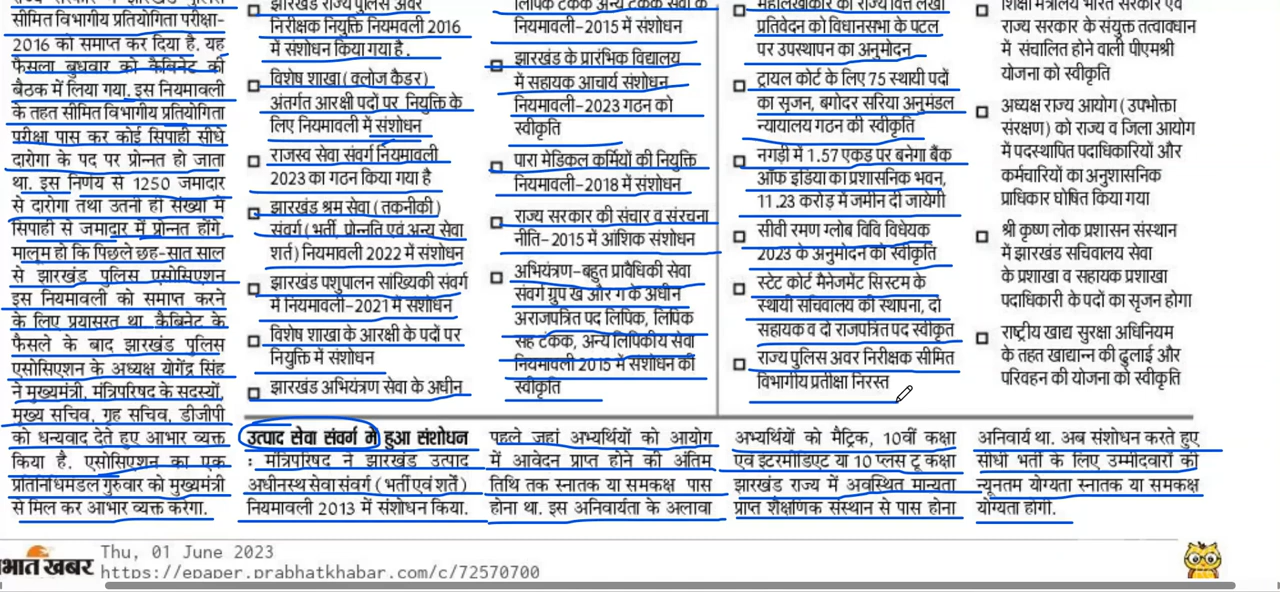 सीमित विभागीय प्रतियोगिता परीक्षा-
2016 को समाप्त कर दिया है. यह
फैसला बुधवार को कैबिनेट की
बैठक में लिया गया. इस नियमावली
के तहत सीमित विभागीय प्रतियोगिता
परीक्षा पास कर कोई सिपाही सीधे
दारोगा के पद पर प्रोन्नत हो जाता
था. इस निर्णय से 1250 जमादार
से दारोगा तथा उतनी ही संख्या में
सिपाही से जमादार में प्रोन्नत होंगे.
मालूम हो कि पिछले छह-सात साल
से झारखंड पुलिस एसोसिएशन
इस नियमावली को समाप्त करने
के लिए प्रयासरत था. कैबिनेट के
फैसले के बाद झारखंड पुलिस
एसोसिएशन के अध्यक्ष योगेंद्र सिंह
ने मुख्यमंत्री, मंत्रिपरिषद के सदस्यों,
मुख्य सचिव, गृह सचिव, डीजीपी
को धन्यवाद देते हुए आभार व्यक्त
किया है. एसोसिएशन का एक
प्रतिनिधिमंडल गुरुवार को मुख्यमंत्री
से मिल कर आभार व्यक्त करेगा.
झारखंड राज्य पुलिस अवर
निरीक्षक नियुक्ति नियमवली 2016
में संशोधन किया गया है.
विशेष शाखा (क्लोज कैडर)
अंतर्गत आरक्षी पदों पर नियुक्ति के
लिए नियमावली में संशोधन
राजस्व सेवा संवर्ग नियमावली
2023 का गठन किया गया है
झारखंड श्रम सेवा (तकनीकी)
संवर्ग (भर्ती, प्रोन्नति एवं अन्य सेवा
शर्त) नियमावली 2022 में संशोधन
झारखंड पशुपालन सांख्यिकी संवर्ग
में नियमावली-2021 में संशोधन
विशेष शाखा के आरक्षी के पदों पर
नियुक्ति में संशोधन
झारखंड अभियंत्रण सेवा के अधीन
लिपिक टंकक अन्य टंकक सेवा के
नियमावली-2015 में संशोधन
झारखंड के प्रारंभिक विद्यालय
में सहायक आचार्य संशोधन
नियमावली-2023 गठन को
स्वीकृति
पारा मेडिकल कर्मियों की नियुक्ति
नियमावली-2018 में संशोधन
राज्य सरकार की संचार व संरचना
नीति-2015 में आंशिक संशोधन
अभियंत्रण-बहुत प्रावैधिकी सेवा
संवर्ग ग्रुप ख और ग के अधीन
अराजपत्रित पद लिपिक, लिपिक
सह टंकक, अन्य लिपिकीय सेवा
नियमावली 2015 में संशोधन की
स्वीकृति
महालेखाकार का राज्य वित्त लेखा
प्रतिवेदन को विधानसभा के पटल
पर उपस्थापन का अनुमोदन
ट्रायल कोर्ट के लिए 75 स्थायी पदों
का सृजन, बगोदर सरिया अनुमंडल
न्यायालय गठन की स्वीकृति
नगड़ी में 1.57 एकड़ पर बनेगा बैंक
ऑफ इंडिया का प्रशासनिक भवन,
11.23 करोड़ में जमीन दी जायेगी
सीवी रमण ग्लोब विवि विधेयक
2023 के अनुमोदन को स्वीकृति
स्टेट कोर्ट मैनेजमेंट सिस्टम के
स्थायी सचिवालय की स्थापना, दो
सहायक व दो राजपत्रित पद स्वीकृत
राज्य पुलिस अवर निरीक्षक सीमित
विभागीय प्रतीक्षा निरस्त
शिक्षा मंत्रालय भारत सरकार एवं
राज्य सरकार के संयुक्त तत्वावधान
में संचालित होने वाली पीएमश्री
योजना को स्वीकृति
अध्यक्ष राज्य आयोग (उपभोक्ता
संरक्षण) को राज्य व जिला आयोग
में पदस्थापित पदाधिकारियों और
कर्मचारियों का अनुशासनिक
प्राधिकार घोषित किया गया
श्री कृष्ण लोक प्रशासन संस्थान
में झारखंड सचिवालय सेवा
के प्रशाखा व सहायक प्रशाखा
पदाधिकारी के पदों का सृजन होगा
राष्ट्रीय खाद्य सुरक्षा अधिनियम
के तहत खाद्यान्न की ढुलाई और
परिवहन की योजना को स्वीकृति
उत्पाद सेवा संवर्ग में हुआ संशोधन
: मंत्रिपरिषद ने झारखंड उत्पाद
अधीनस्थ सेवा संवर्ग (भर्ती एवं शर्तें)
नियमावली 2013 में संशोधन किया.
पहले जहां अभ्यर्थियों को आयोग
में आवेदन प्राप्त होने की अंतिम
तिथि तक स्नातक या समकक्ष पास
होना था. इस अनिवार्यता के अलावा
अभ्यर्थियों को मैट्रिक, 10वीं कक्षा
एवं इंटरमीडिएट या 10 प्लस टू कक्षा
झारखंड राज्य में अवस्थित मान्यता
प्राप्त शैक्षणिक संस्थान से पास होना
अनिवार्य था. अब संशोधन करते हुए
सीधी भर्ती के लिए उम्मीदवारों की
न्यूनतम योग्यता स्नातक या समकक्ष
योग्यता होगी.
भात खबर
Thu, 01 June 2023
https://epaper.prabhatkhabar.com/c/72570700